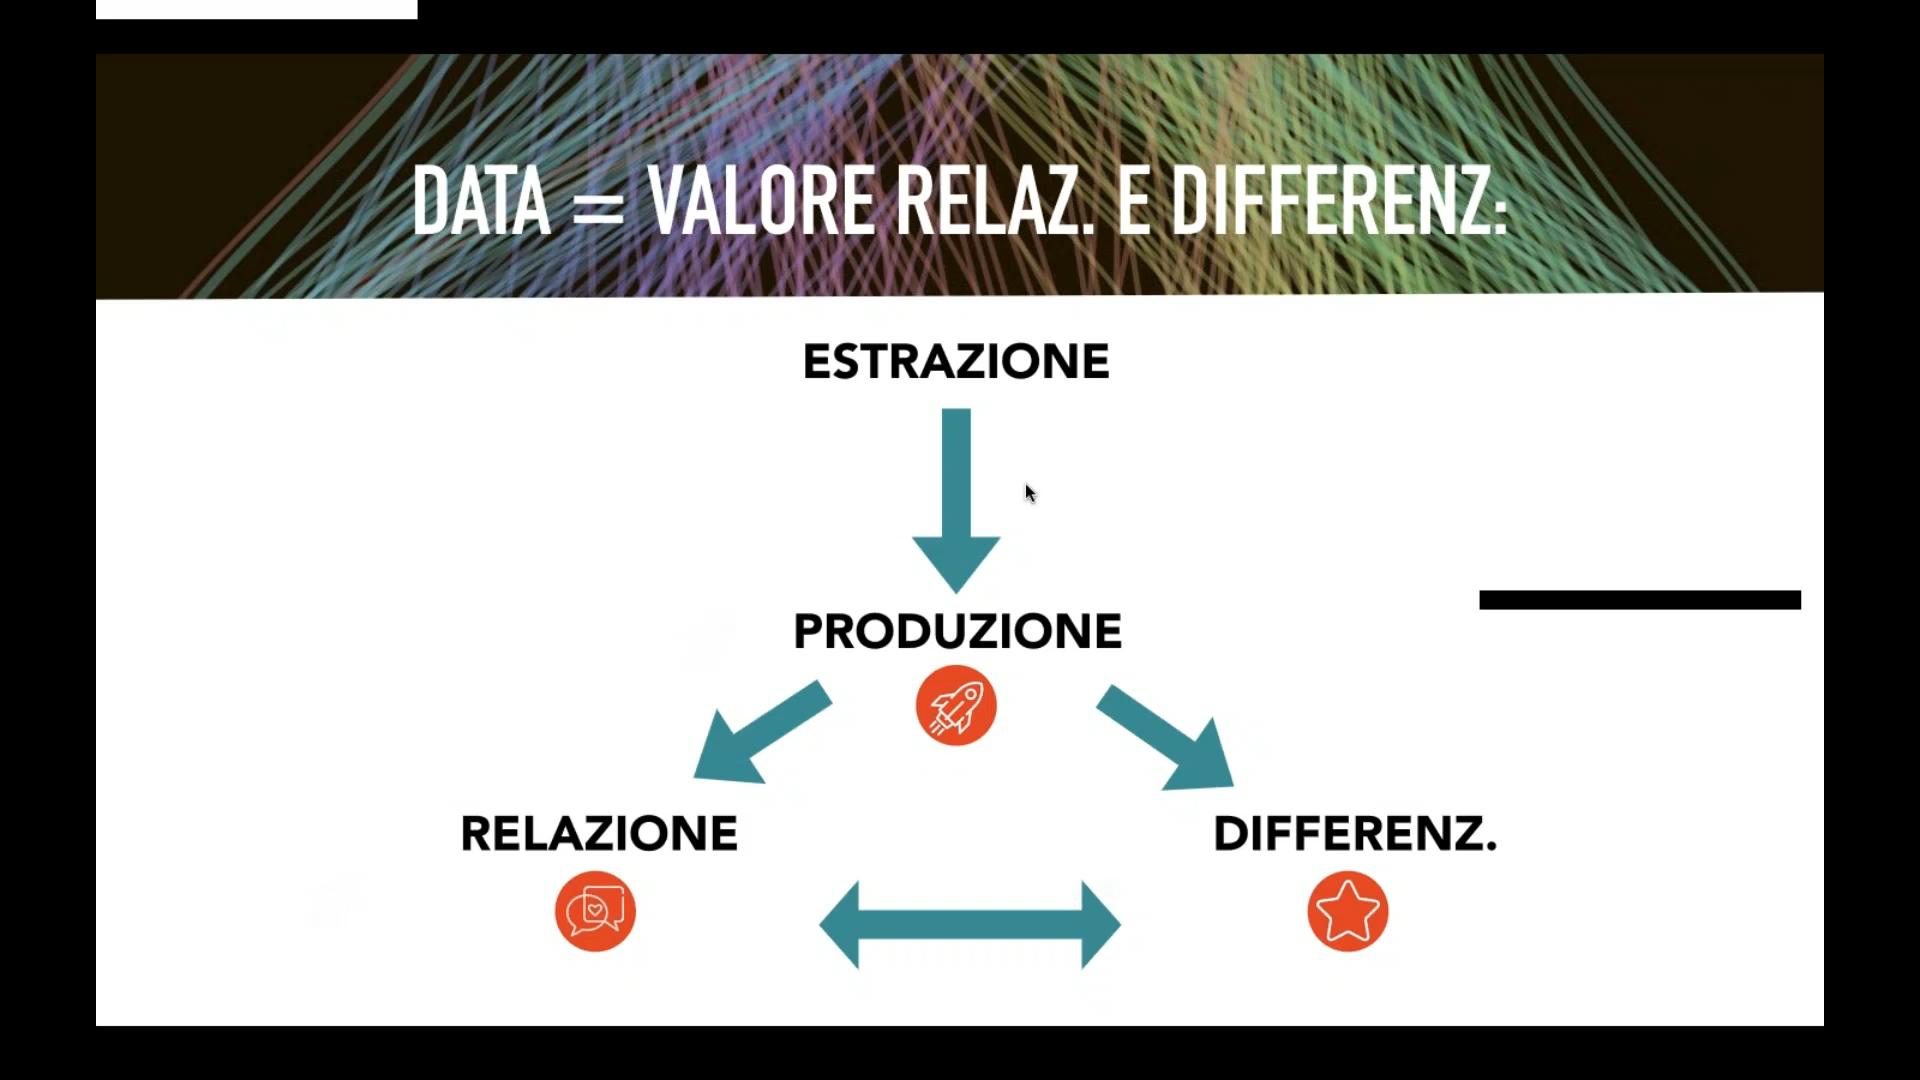 DATA = VALORE RELAZ. E DIFFERENZ:
ESTRAZIONE
PRODUZIONE
RELAZIONE
DIFFERENZ.